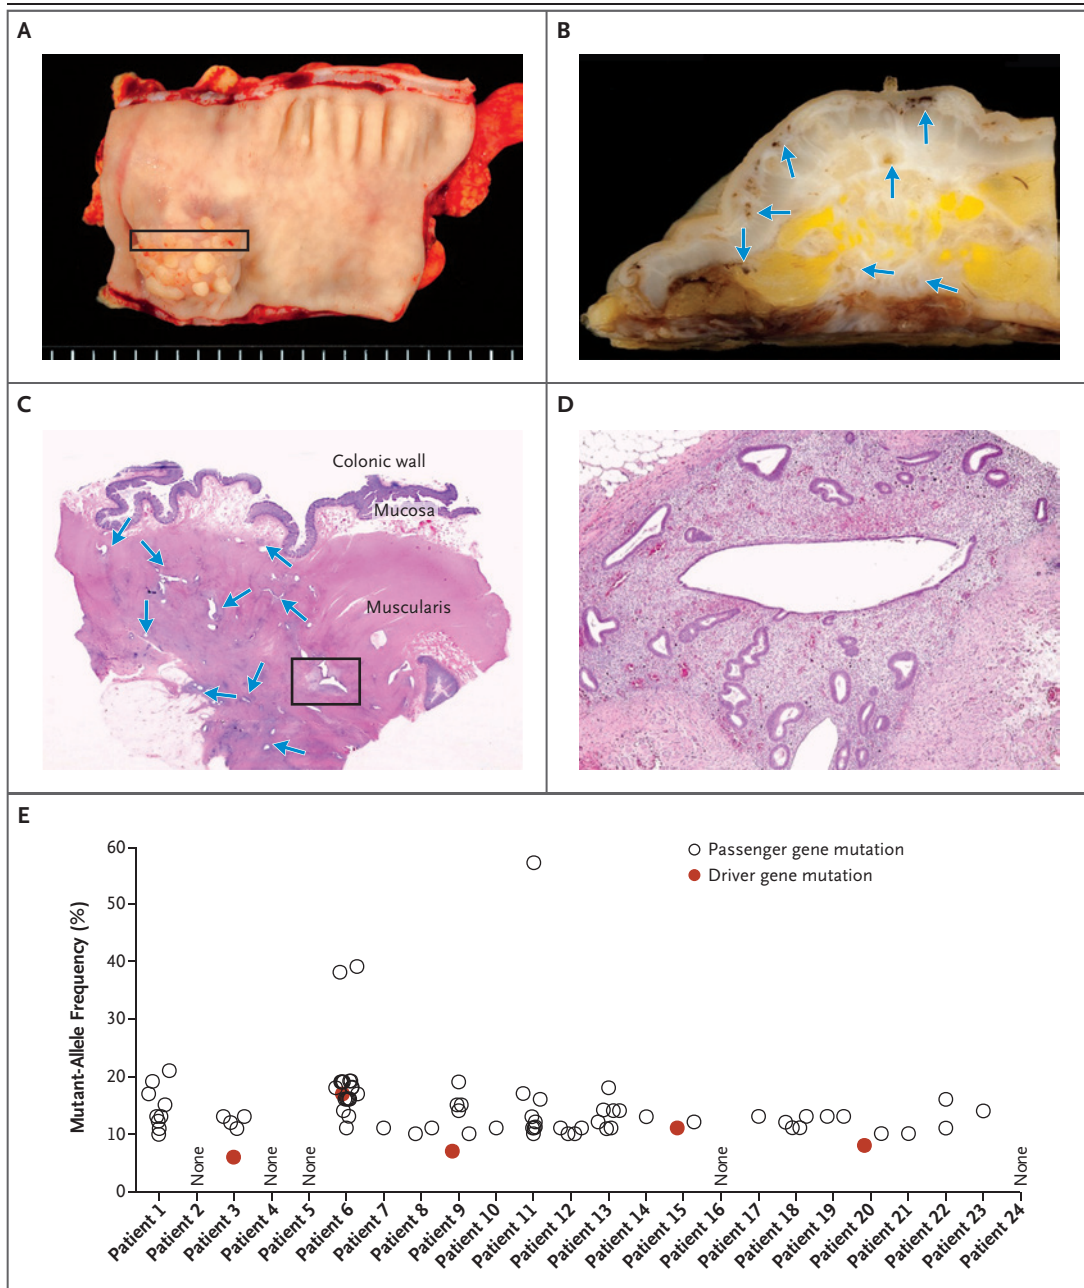 A
B
C
Colonic wall
Mucosa
Muscularis
D
E
Mutant-Allele Frequency (%)
60
50
40
30
20
10
0
Passenger gene mutation
Driver gene mutation
None
None
None
None
None
Patient 1
Patient 2
Patient 3
Patient 4
Patient 5
Patient 6
Patient 7
Patient 8
Patient 9
Patient 10
Patient 11
Patient 12
Patient 13
Patient 14
Patient 15
Patient 16
Patient 17
Patient 18
Patient 19
Patient 20
Patient 21
Patient 22
Patient 23
Patient 24